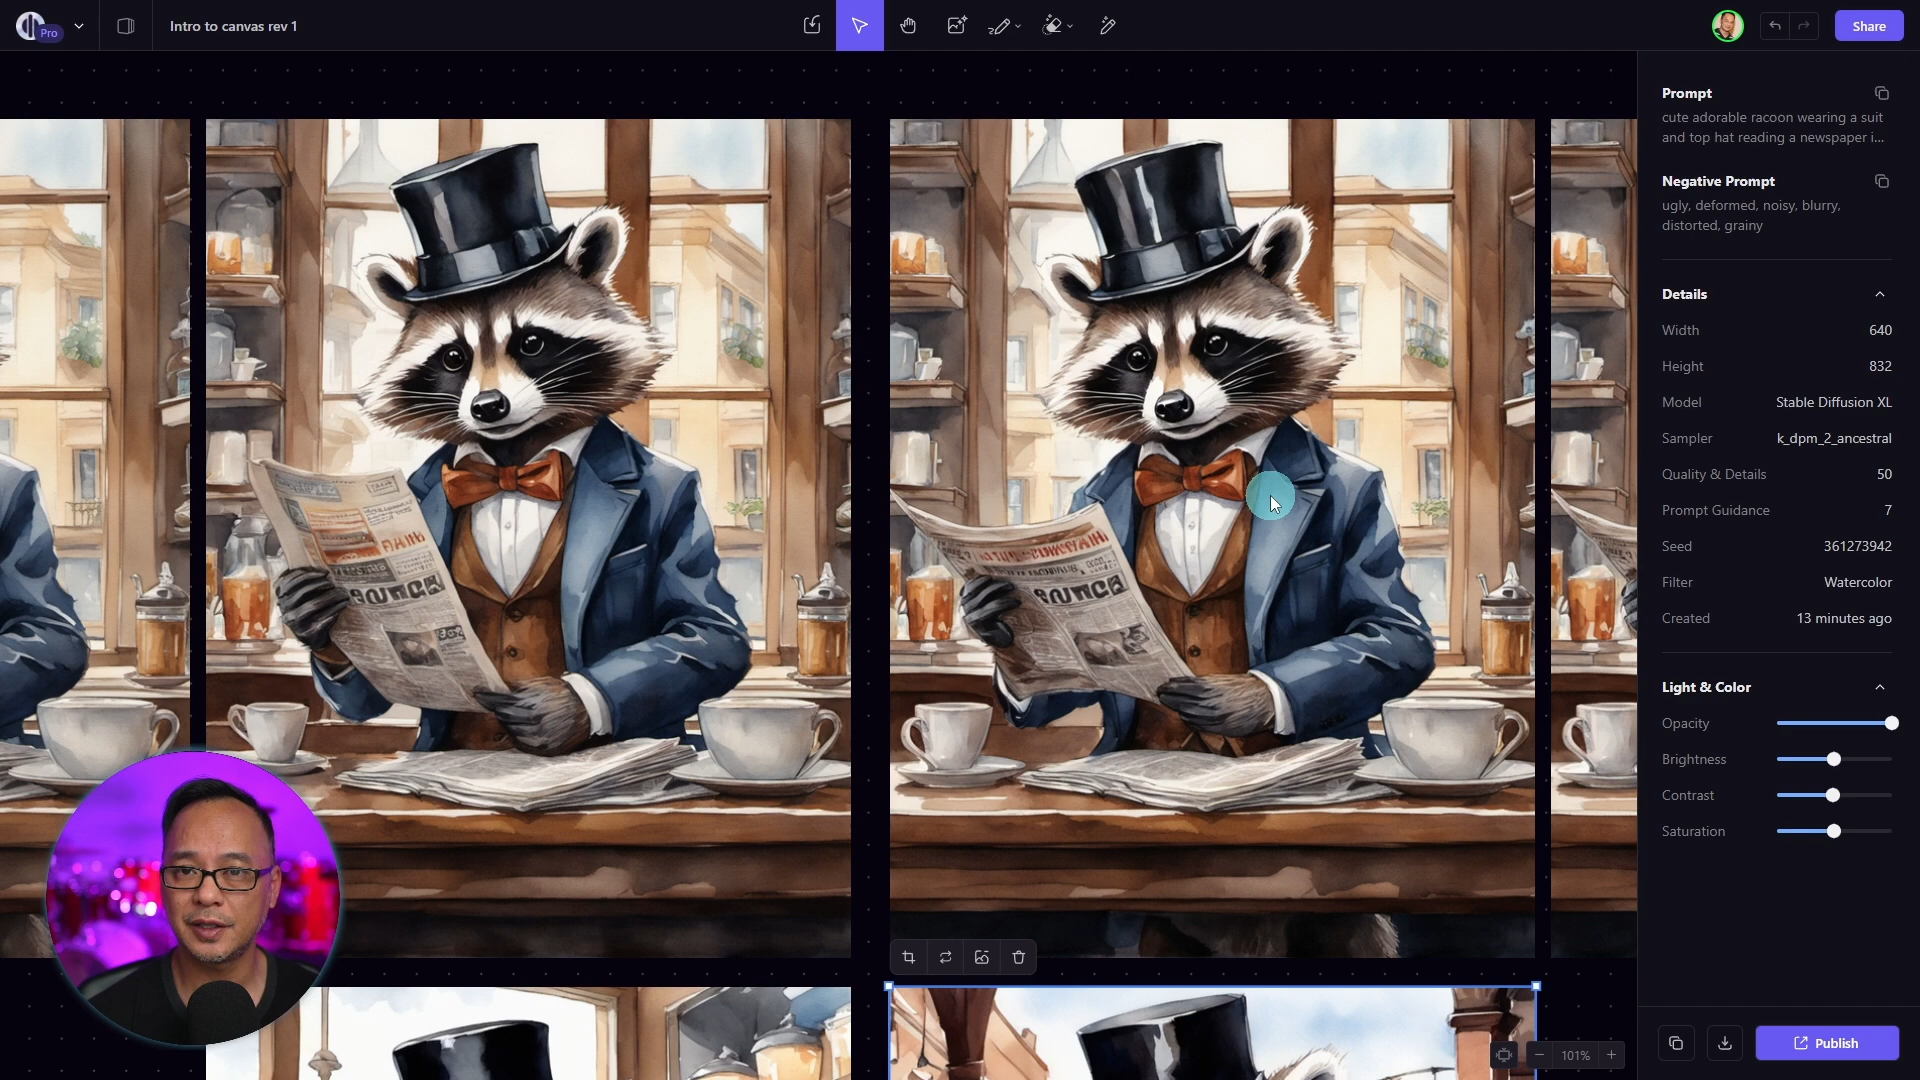 Pro
Intro to canvas rev 1
Share
Prompt
cute adorable racoon wearing a suit
and top hat reading a newspaper i...
Negative Prompt
ugly, deformed, noisy, blurry,
distorted, grainy
Details
Width 640
Height 832
Model Stable Diffusion XL
Sampler k_dpm_2_ancestral
Quality & Details 50
Prompt Guidance 7
Seed 361273942
Filter Watercolor
Created 13 minutes ago
Light & Color
Opacity
Brightness
Contrast
Saturation
101%
Publish